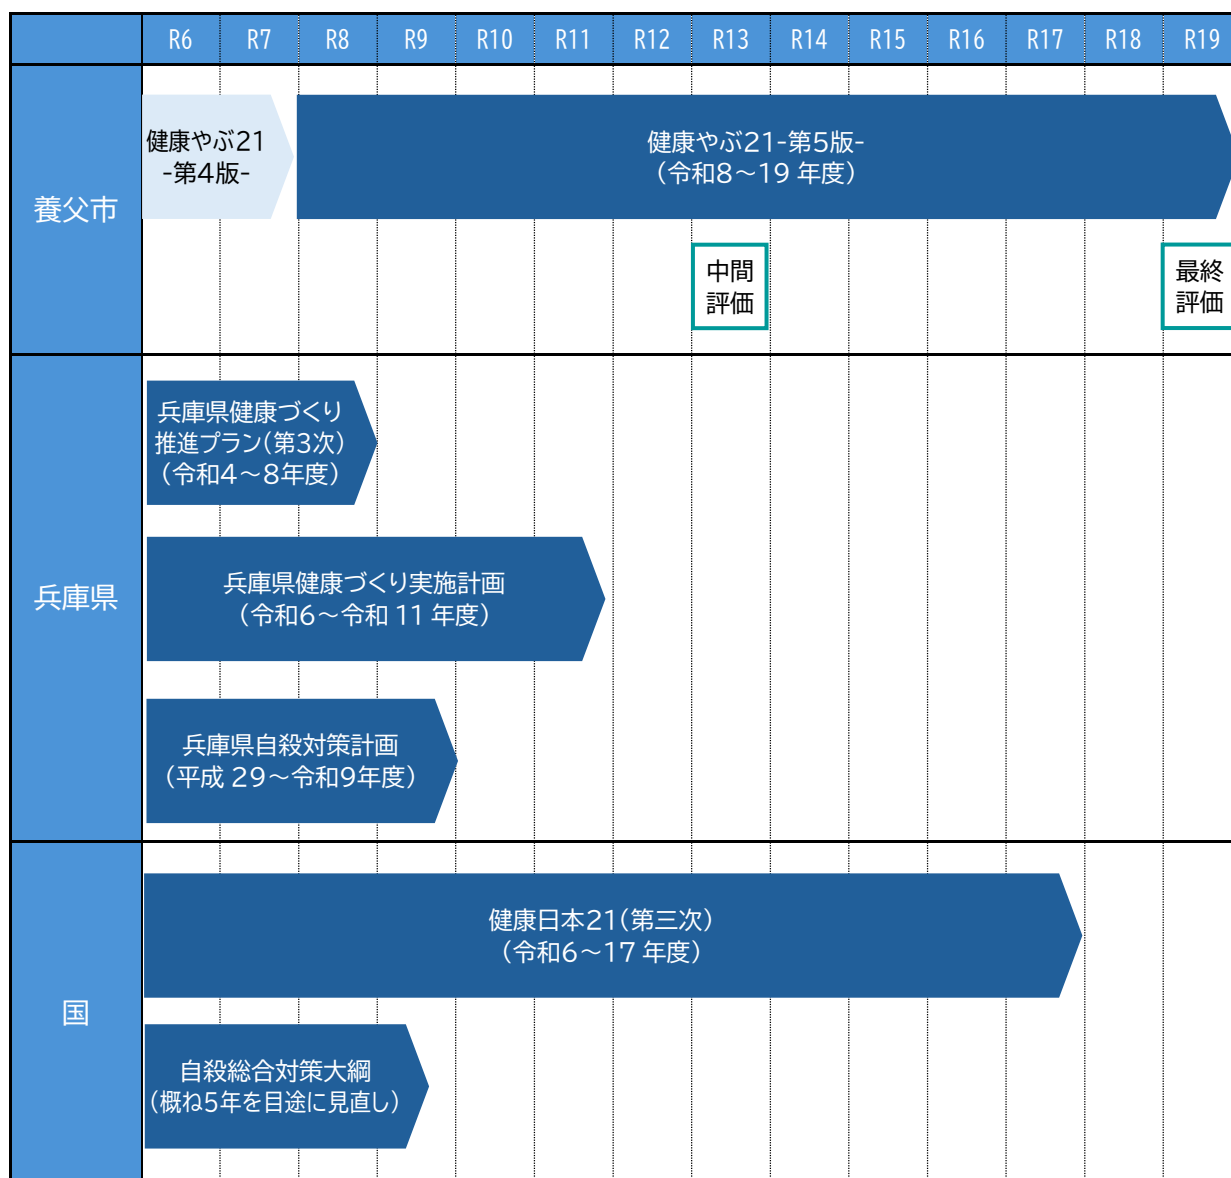 R6 R7 R8 R9 R10 R11 R12 R13 R14 R15 R16 R17 R18 R19
養父市
健康やぶ21
-第4版-
健康やぶ21-第5版-
（令和8～19 年度）
中間
評価
最終
評価
兵庫県
兵庫県健康づくり
推進プラン（第3次）
（令和4～8年度）
兵庫県健康づくり実施計画
（令和6～令和 11 年度）
兵庫県自殺対策計画
（平成 29～令和9年度）
国
健康日本21（第三次）
（令和6～17 年度）
自殺総合対策大綱
（概ね5年を目途に見直し）